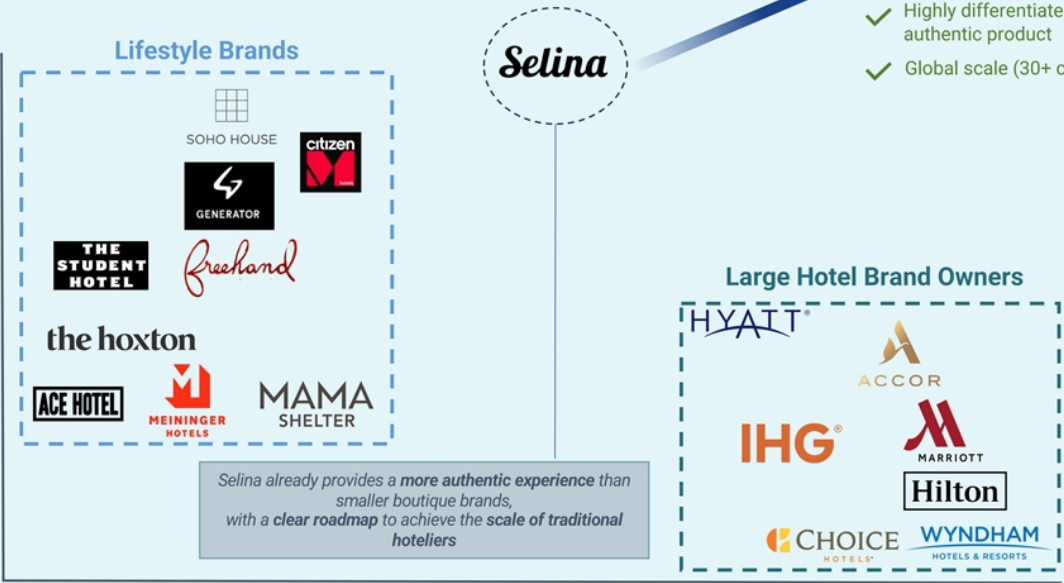 Highly differentiate
authentic product
Global scale (30+ c
Selina
Lifestyle Brands
SOHO HOUSE
citizen
M
hotels
GENERATOR
THE
STUDENT
HOTEL
freehand
the hoxton
ACE HOTEL
MEININGER
HOTELS
MAMA
SHELTER
Selina already provides a more authentic experience than
smaller boutique brands,
with a clear roadmap to achieve the scale of traditional
hoteliers
Large Hotel Brand Owners
HYATT®
ACCOR
IHG®
MARRIOTT
Hilton
CHOICE
HOTELS®
WYNDHAM
HOTELS & RESORTS